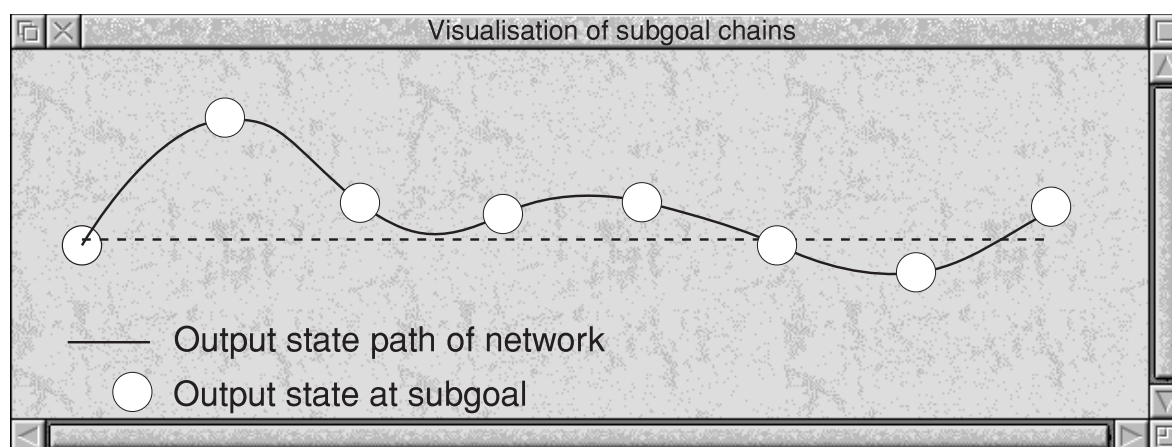 Visualisation of subgoal chains
Output state path of network
Output state at subgoal